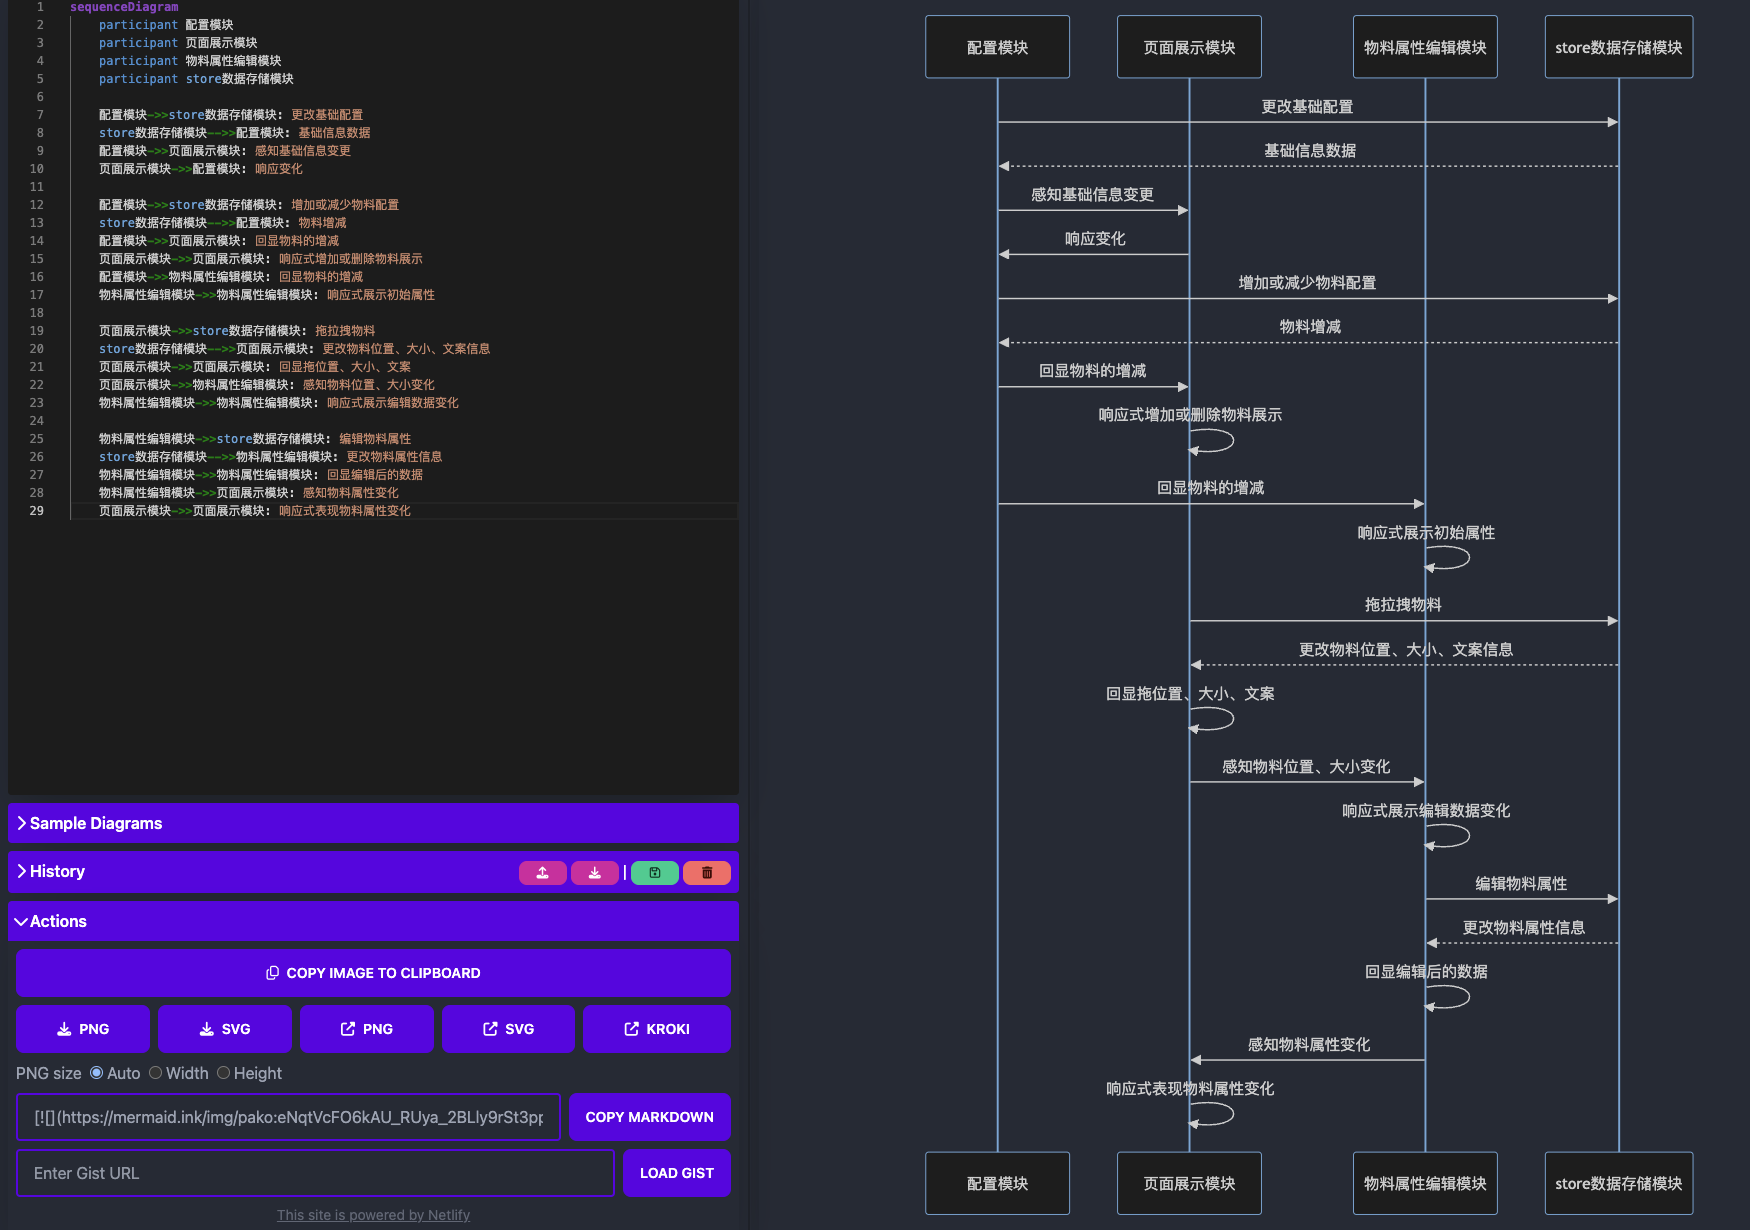 1 sequenceDiagram
2 participant 配置模块
3 participant 页面展示模块
4 participant 物料属性编辑模块
5 participant store数据存储模块
6
7 配置模块->>store数据存储模块: 更改基础配置
8 store数据存储模块-->>配置模块: 基础信息数据
9 配置模块->>页面展示模块: 感知基础信息变更
10 页面展示模块->>配置模块: 响应变化
11
12 配置模块->>store数据存储模块: 增加或减少物料配置
13 store数据存储模块-->>配置模块: 物料增减
14 配置模块->>页面展示模块: 回显物料的增减
15 页面展示模块->>页面展示模块: 响应式增加或删除物料展示
16 配置模块->>物料属性编辑模块: 回显物料的增减
17 物料属性编辑模块->>物料属性编辑模块: 响应式展示初始属性
18
19 页面展示模块->>store数据存储模块: 拖拉拽物料
20 store数据存储模块-->>页面展示模块: 更改物料位置、大小、文案信息
21 页面展示模块->>页面展示模块: 回显拖位置、大小、文案
22 页面展示模块->>物料属性编辑模块: 感知物料位置、大小变化
23 物料属性编辑模块->>物料属性编辑模块: 响应式展示编辑数据变化
24
25 物料属性编辑模块->>store数据存储模块: 编辑物料属性
26 store数据存储模块-->>物料属性编辑模块: 更改物料属性信息
27 物料属性编辑模块->>物料属性编辑模块: 回显编辑后的数据
28 物料属性编辑模块->>页面展示模块: 感知物料属性变化
29 页面展示模块->>页面展示模块: 响应式表现物料属性变化
Sample Diagrams
History
|
Actions
COPY IMAGE TO CLIPBOARD
PNG SVG PNG SVG KROKI
PNG size Auto Width Height
[![](https://mermaid.ink/img/pako:eNqtVcFO6kAU_RUya_2BLly9rSt3pr COPY MARKDOWN
Enter Gist URL LOAD GIST
This site is powered by Netlify
配置模块 页面展示模块 物料属性编辑模块 store数据存储模块
更改基础配置
基础信息数据
感知基础信息变更
响应变化
增加或减少物料配置
物料增减
回显物料的增减
响应式增加或删除物料展示
回显物料的增减
响应式展示初始属性
拖拉拽物料
更改物料位置、大小、文案信息
回显拖位置、大小、文案
感知物料位置、大小变化
响应式展示编辑数据变化
编辑物料属性
更改物料属性信息
回显编辑后的数据
感知物料属性变化
响应式表现物料属性变化
配置模块 页面展示模块 物料属性编辑模块 store数据存储模块